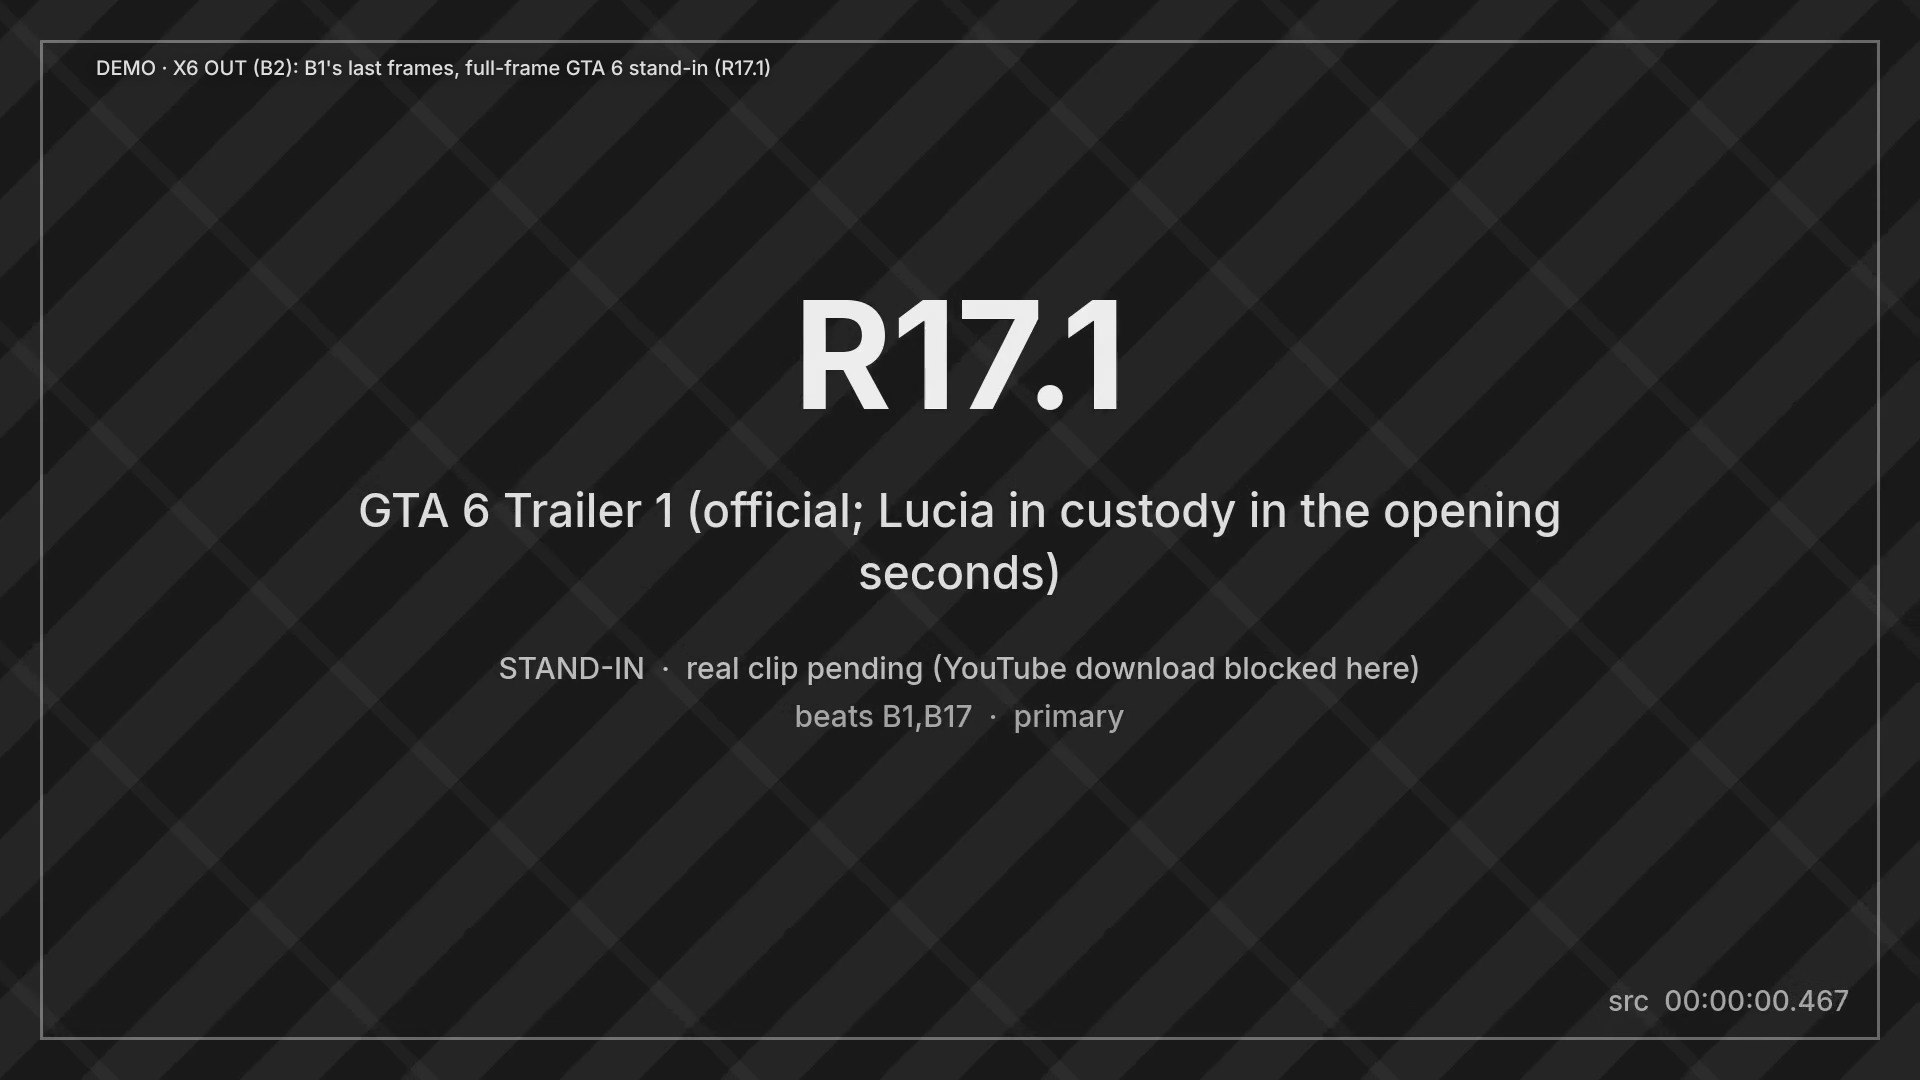 DEMO · X6 OUT (B2): B1's last frames, full-frame GTA 6 stand-in (R17.1)
R17.1
GTA 6 Trailer 1 (official; Lucia in custody in the opening
seconds)
STAND-IN · real clip pending (YouTube download blocked here)
beats B1,B17 · primary
src 00:00:00.467